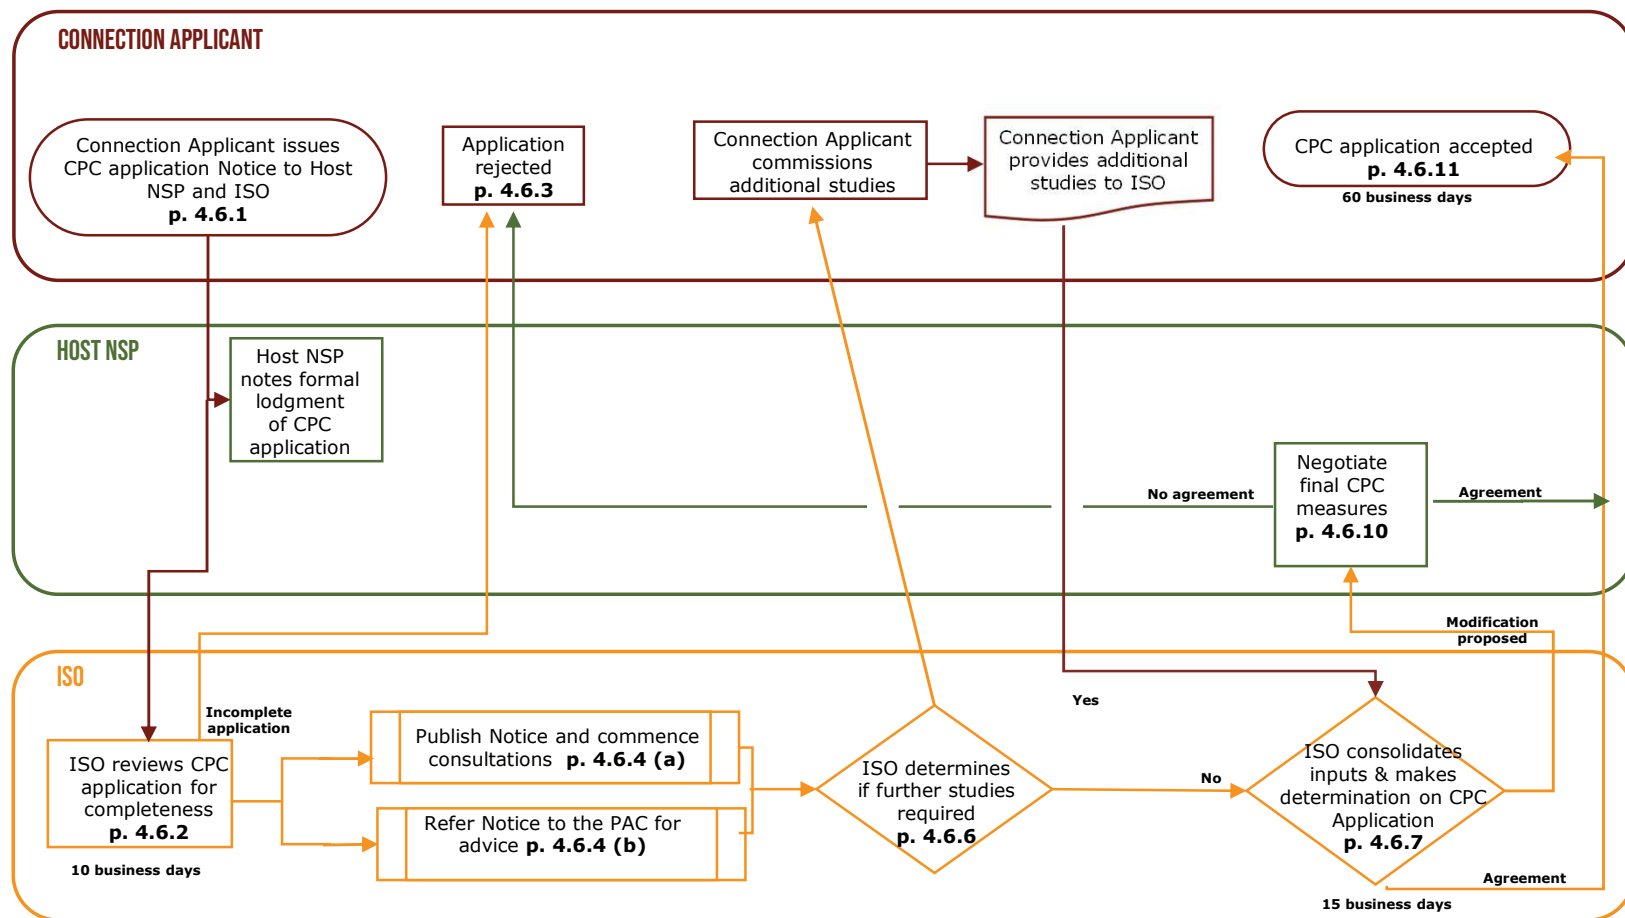 CONNECTION APPLICANT
Connection Applicant issues
CPC application Notice to Host
NSP and ISO
p. 4.6.1
Application
rejected
p. 4.6.3
Connection Applicant
commissions
additional studies
Connection Applicant
provides additional
studies to ISO
CPC application accepted
p. 4.6.11
60 business days
HOST NSP
Host NSP
notes formal
lodgment
of CPC
application
No agreement
Negotiate
final CPC
measures
p. 4.6.10
Agreement
Modification
proposed
ISO
Incomplete
application
ISO reviews CPC
application for
completeness
p. 4.6.2
10 business days
Publish Notice and commence
consultations p. 4.6.4 (a)
Refer Notice to the PAC for
advice p. 4.6.4 (b)
ISO determines
if further studies
required
p. 4.6.6
Yes
No
ISO consolidates
inputs & makes
determination on CPC
Application
p. 4.6.7
Agreement
15 business days